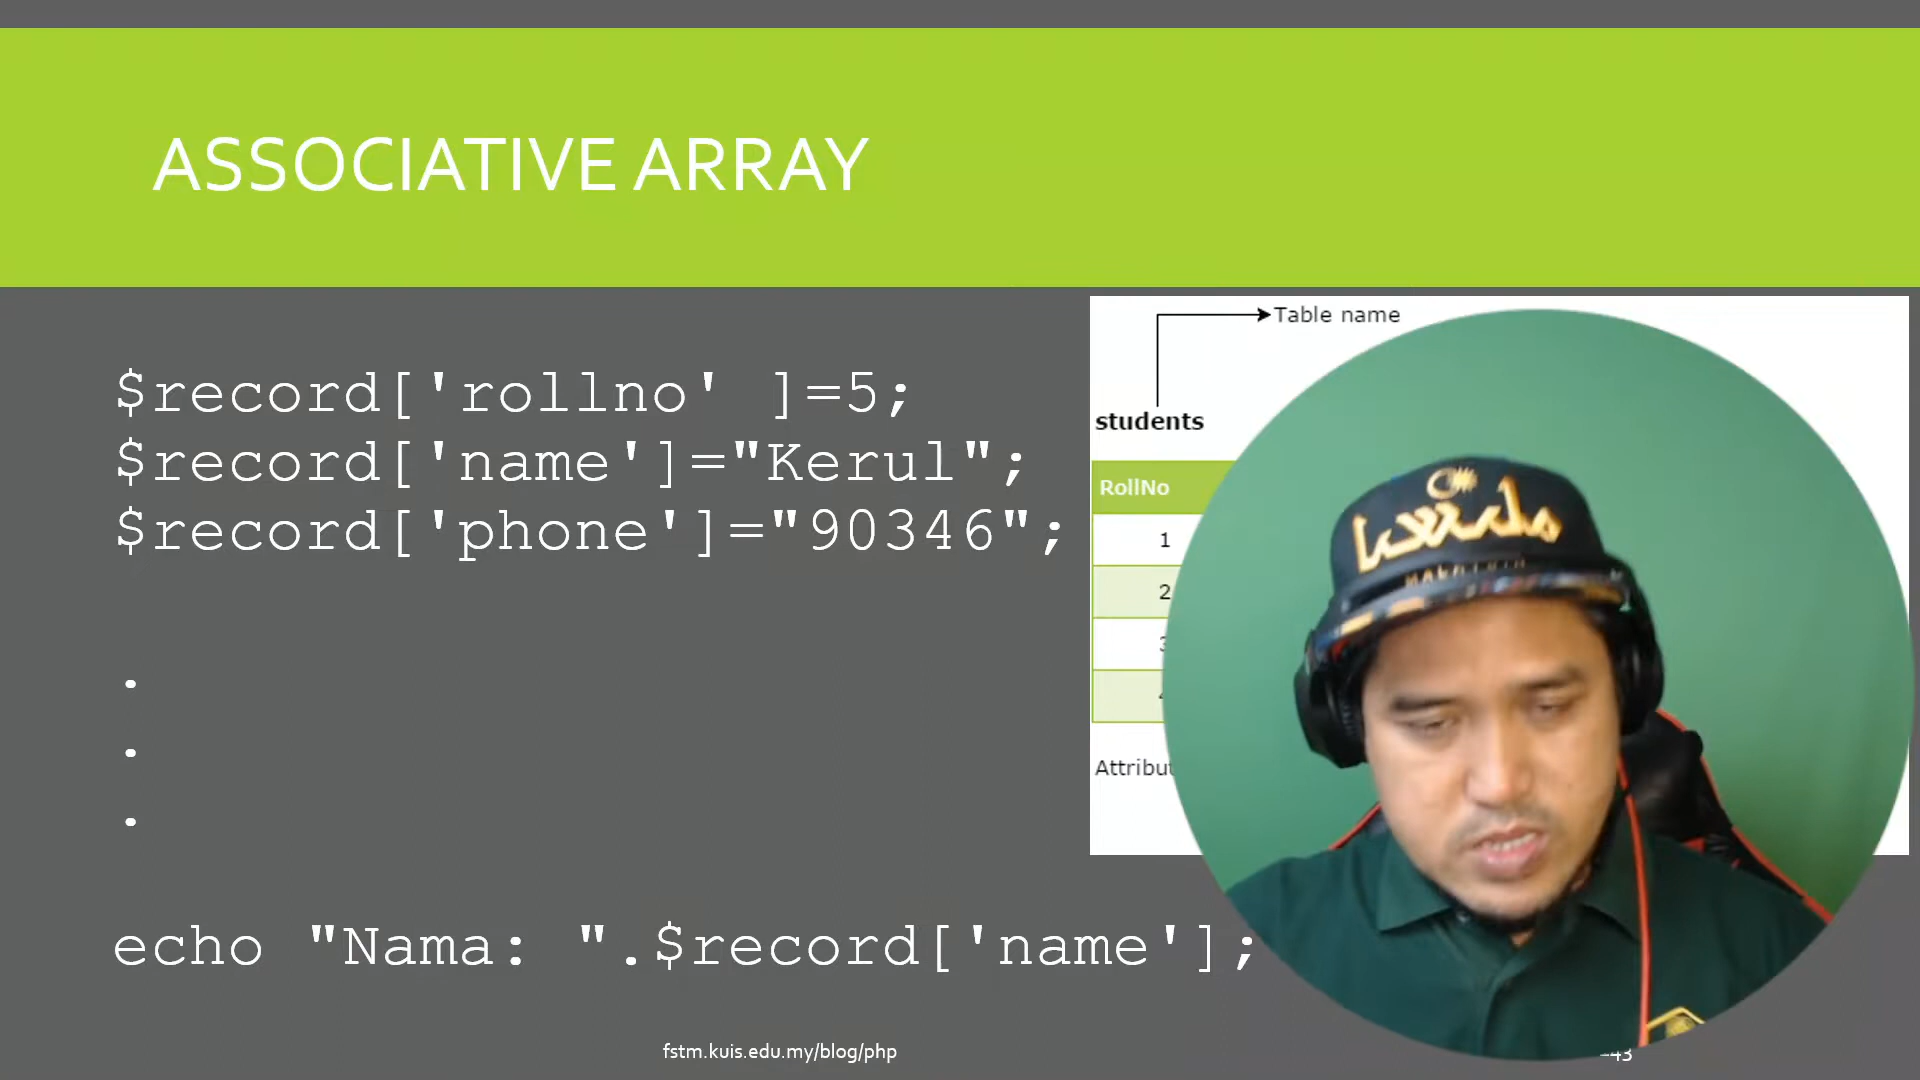 ASSOCIATIVE ARRAY
$record['rollno' ]=5;
$record['name']="Kerul";
$record['phone']="90346";
.
.
.
echo "Nama: ".$record['name'];
Table name
students
RollNo
1
2
MALAYSIA
fstm.kuis.edu.my/blog/php